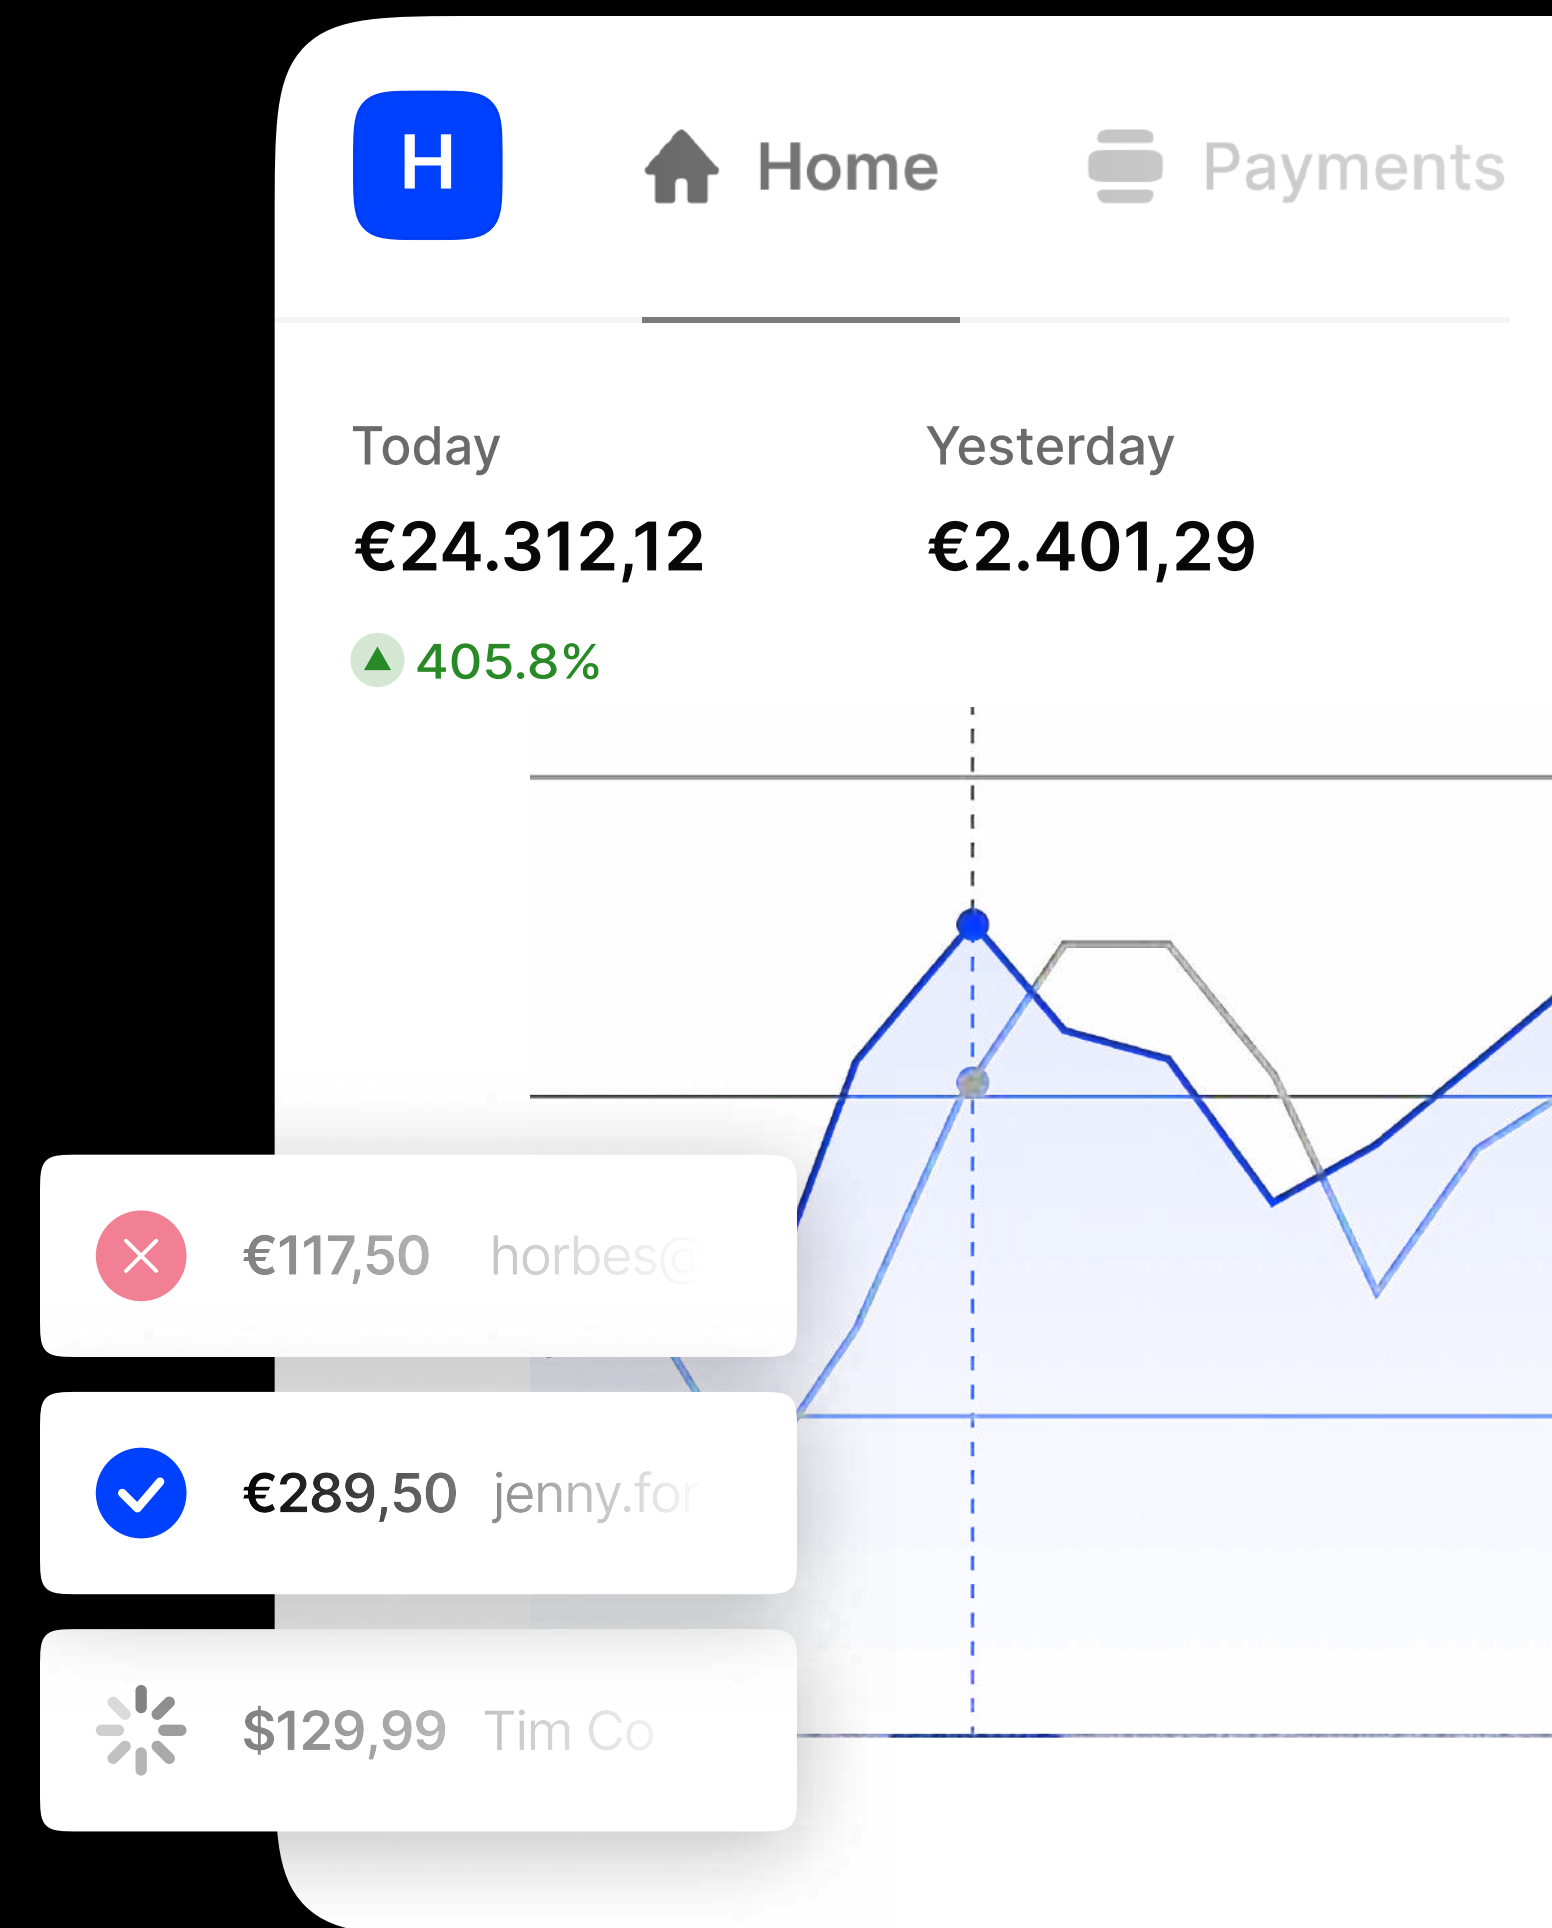 H Home Payments
Today Yesterday
€24.312,12 €2.401,29
405.8%
€117,50 horbes@
€289,50 jenny.for
$129,99 Tim Co